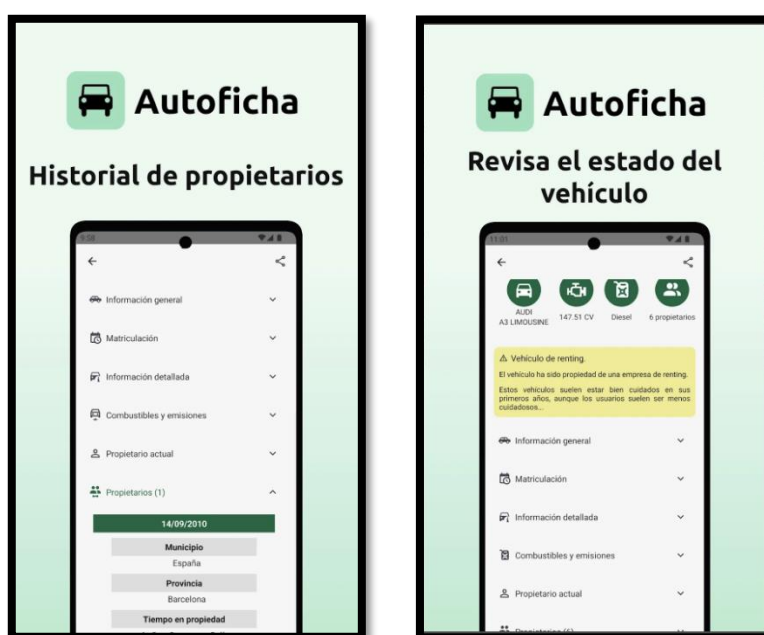 Autoficha
Historial de propietarios
9:58
Información general
Matriculación
Información detallada
Combustibles y emisiones
Propietario actual
Propietarios (1)
14/09/2010
Municipio
España
Provincia
Barcelona
Tiempo en propiedad
Autoficha
Revisa el estado del
vehículo
11:01
AUDI
A3 LIMOUSINE
147.51 CV
Diesel
6 propietarios
Vehículo de renting.
El vehículo ha sido propiedad de una empresa de renting.
Estos vehículos suelen estar bien cuidados en sus
primeros años, aunque los usuarios suelen ser menos
cuidadosos...
Información general
Matriculación
Información detallada
Combustibles y emisiones
Propietario actual
Propietarios (6)